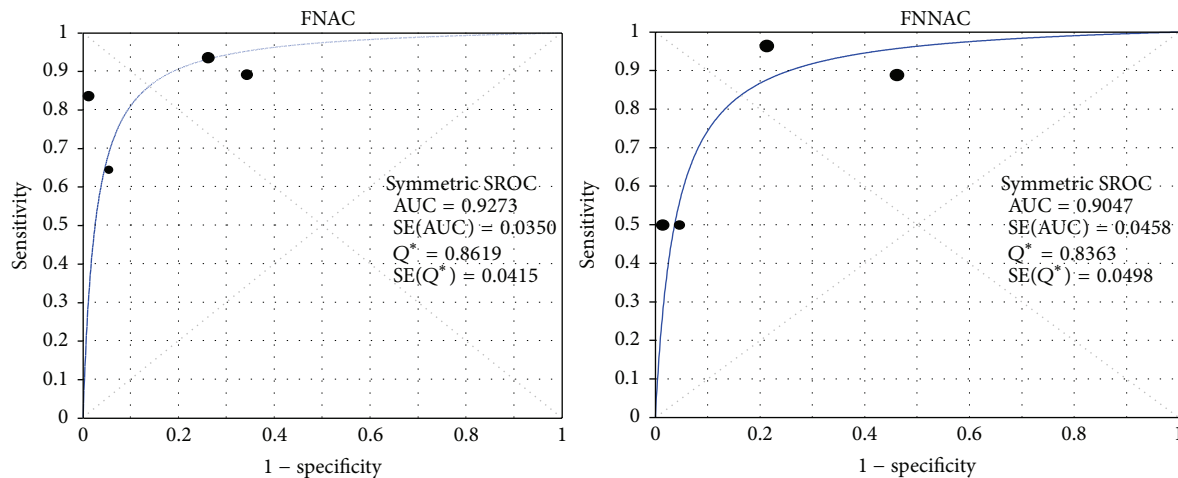 FNAC
1
0.9
0.8
0.7
0.6
0.5
0.4
0.3
0.2
0.1
0
Sensitivity
0 0.2 0.4 0.6 0.8 1
1 − specificity
Symmetric SROC
AUC = 0.9273
SE(AUC) = 0.0350
Q* = 0.8619
SE(Q*) = 0.0415
FNNAC
1
0.9
0.8
0.7
0.6
0.5
0.4
0.3
0.2
0.1
0
Sensitivity
0 0.2 0.4 0.6 0.8 1
1 − specificity
Symmetric SROC
AUC = 0.9047
SE(AUC) = 0.0458
Q* = 0.8363
SE(Q*) = 0.0498